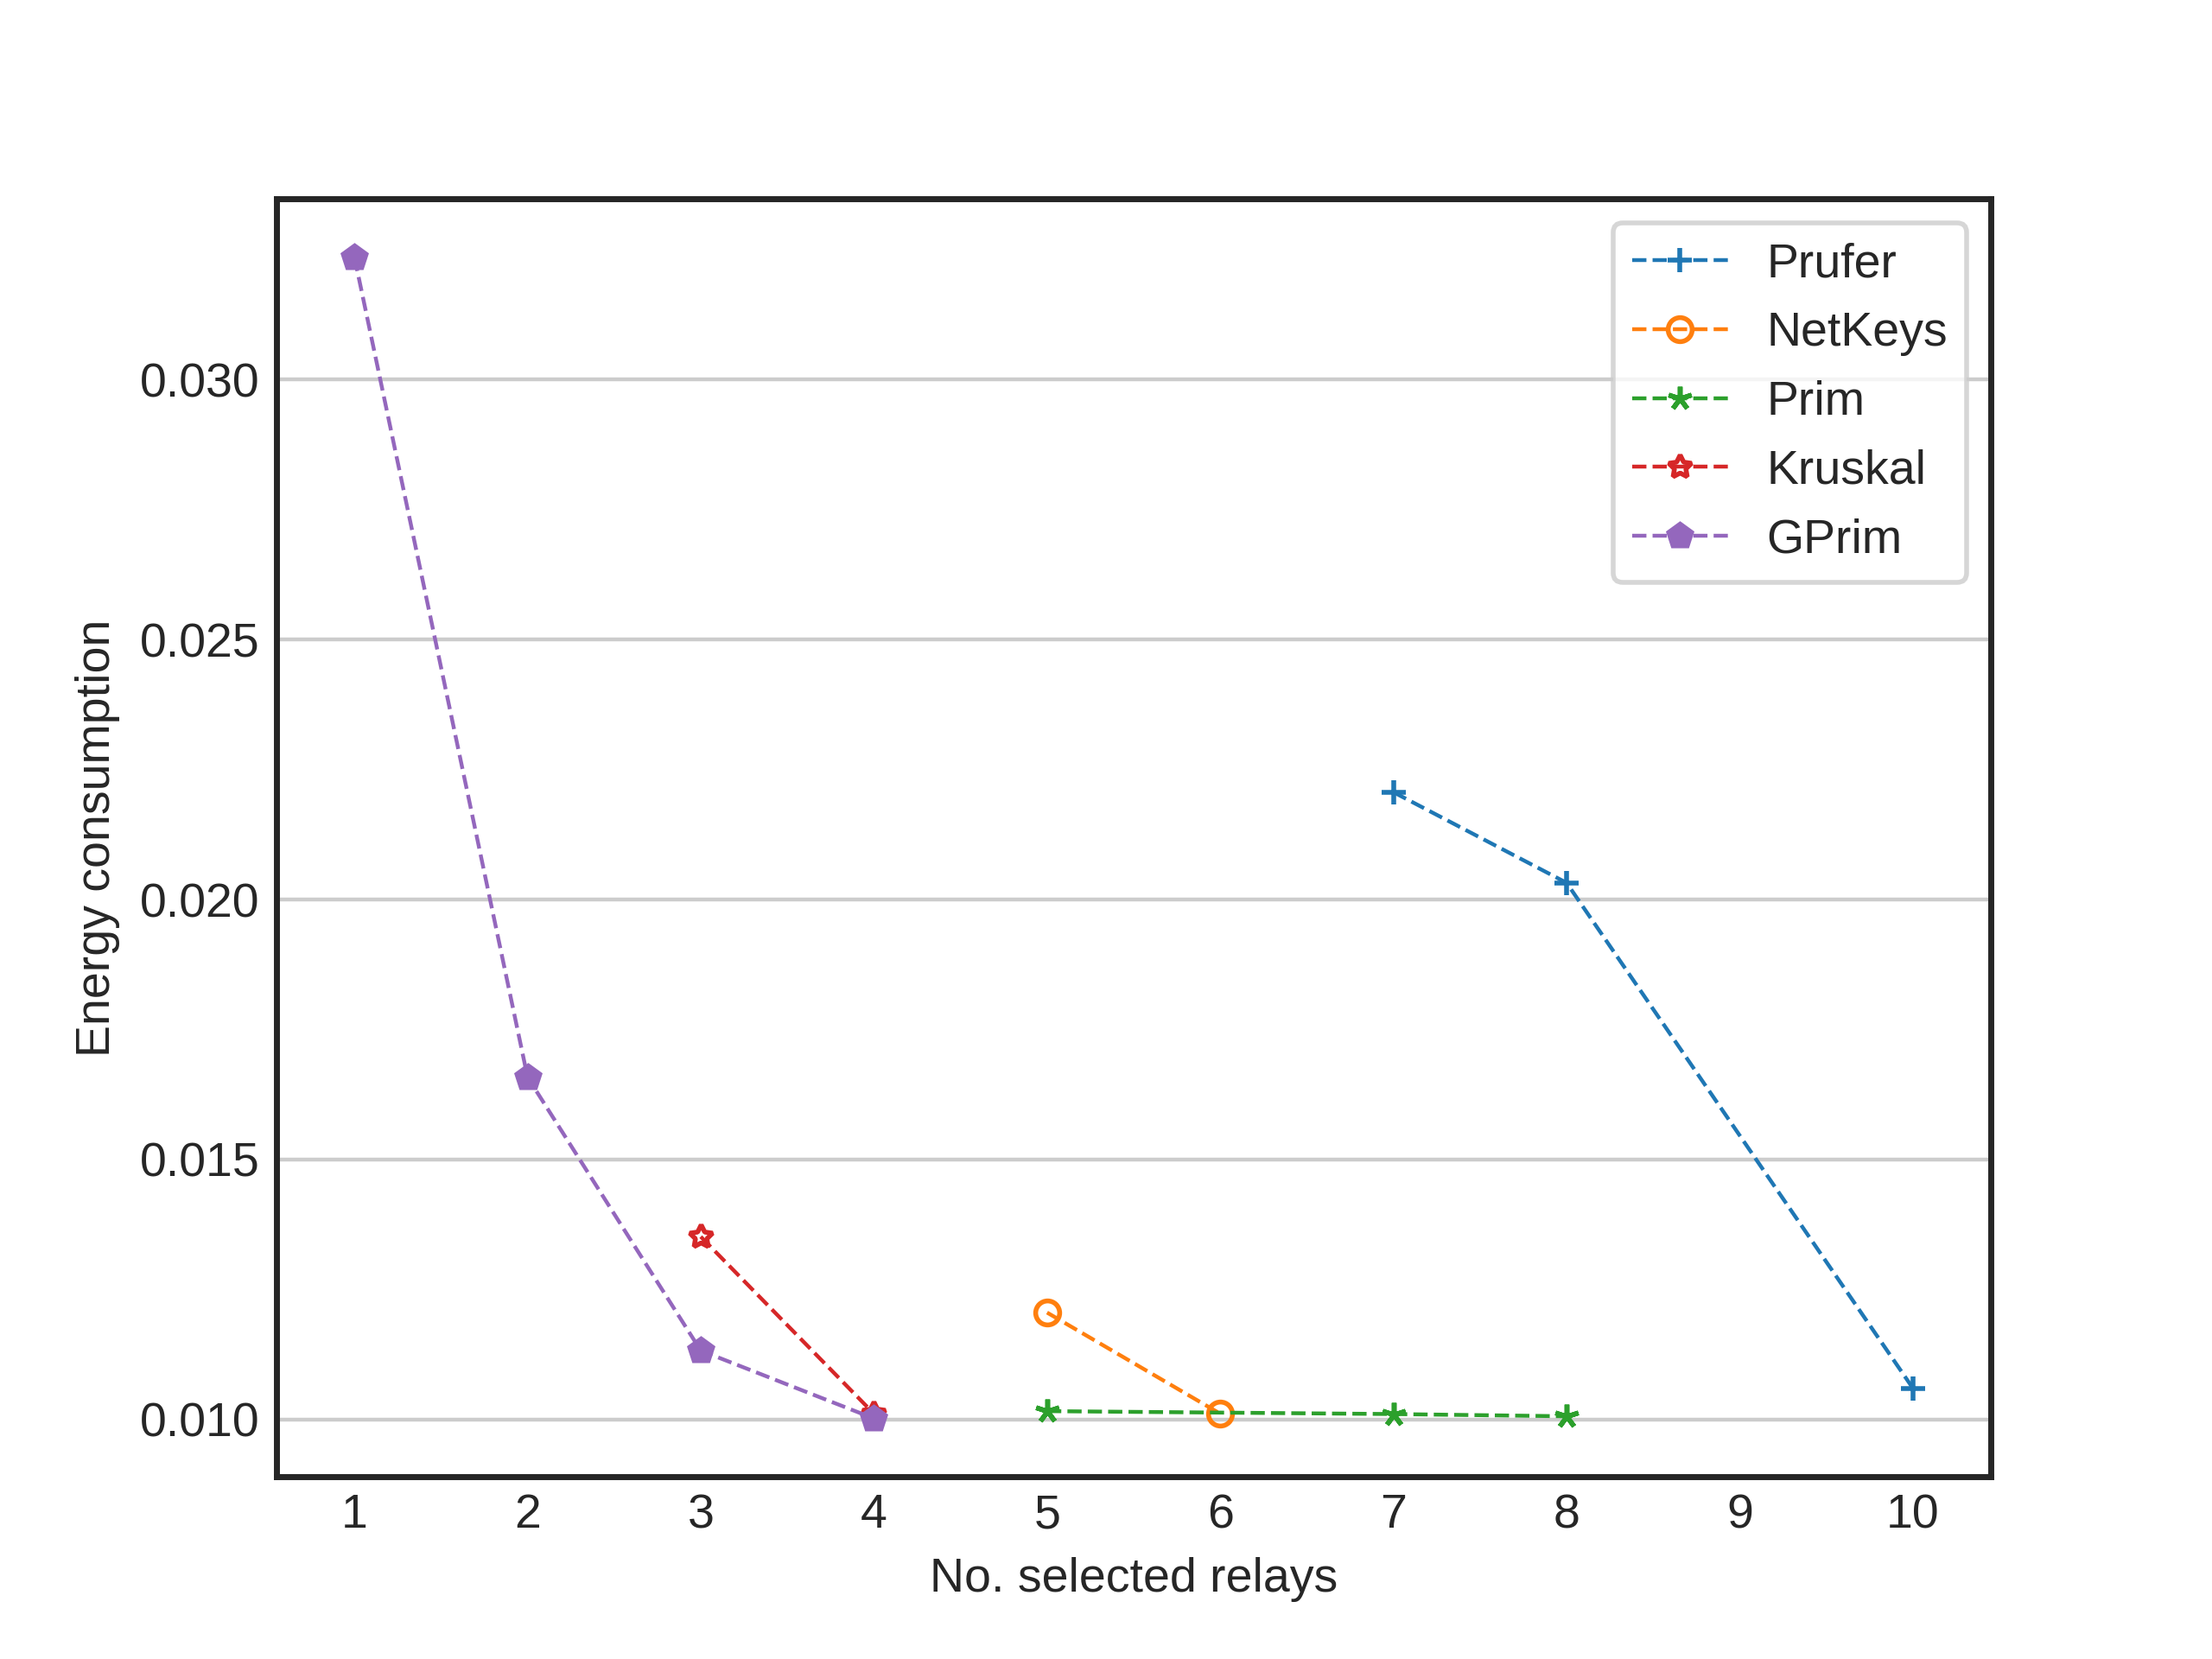 Prufer
NetKeys
Prim
Kruskal
GPrim
0.030
0.025
0.020
0.015
0.010
Energy consumption
1 2 3 4 5 6 7 8 9 10
No. selected relays